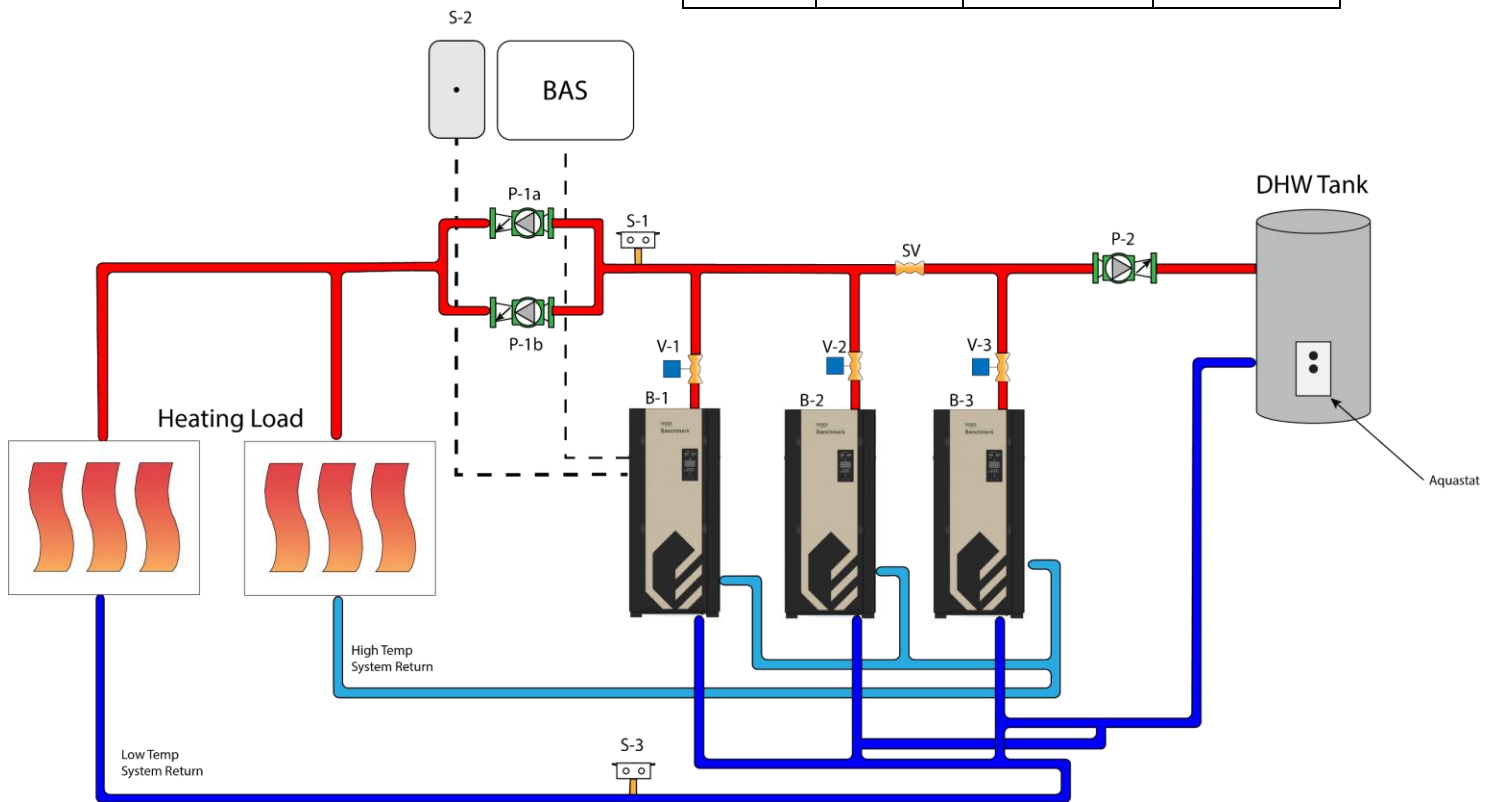 S-2
BAS
P-1a
S-1
P-1b
SV
P-2
DHW Tank
V-1
V-2
V-3
B-1
B-2
B-3
Benchmark
Benchmark
Benchmark
Heating Load
Aquastat
High Temp
System Return
Low Temp
System Return
S-3